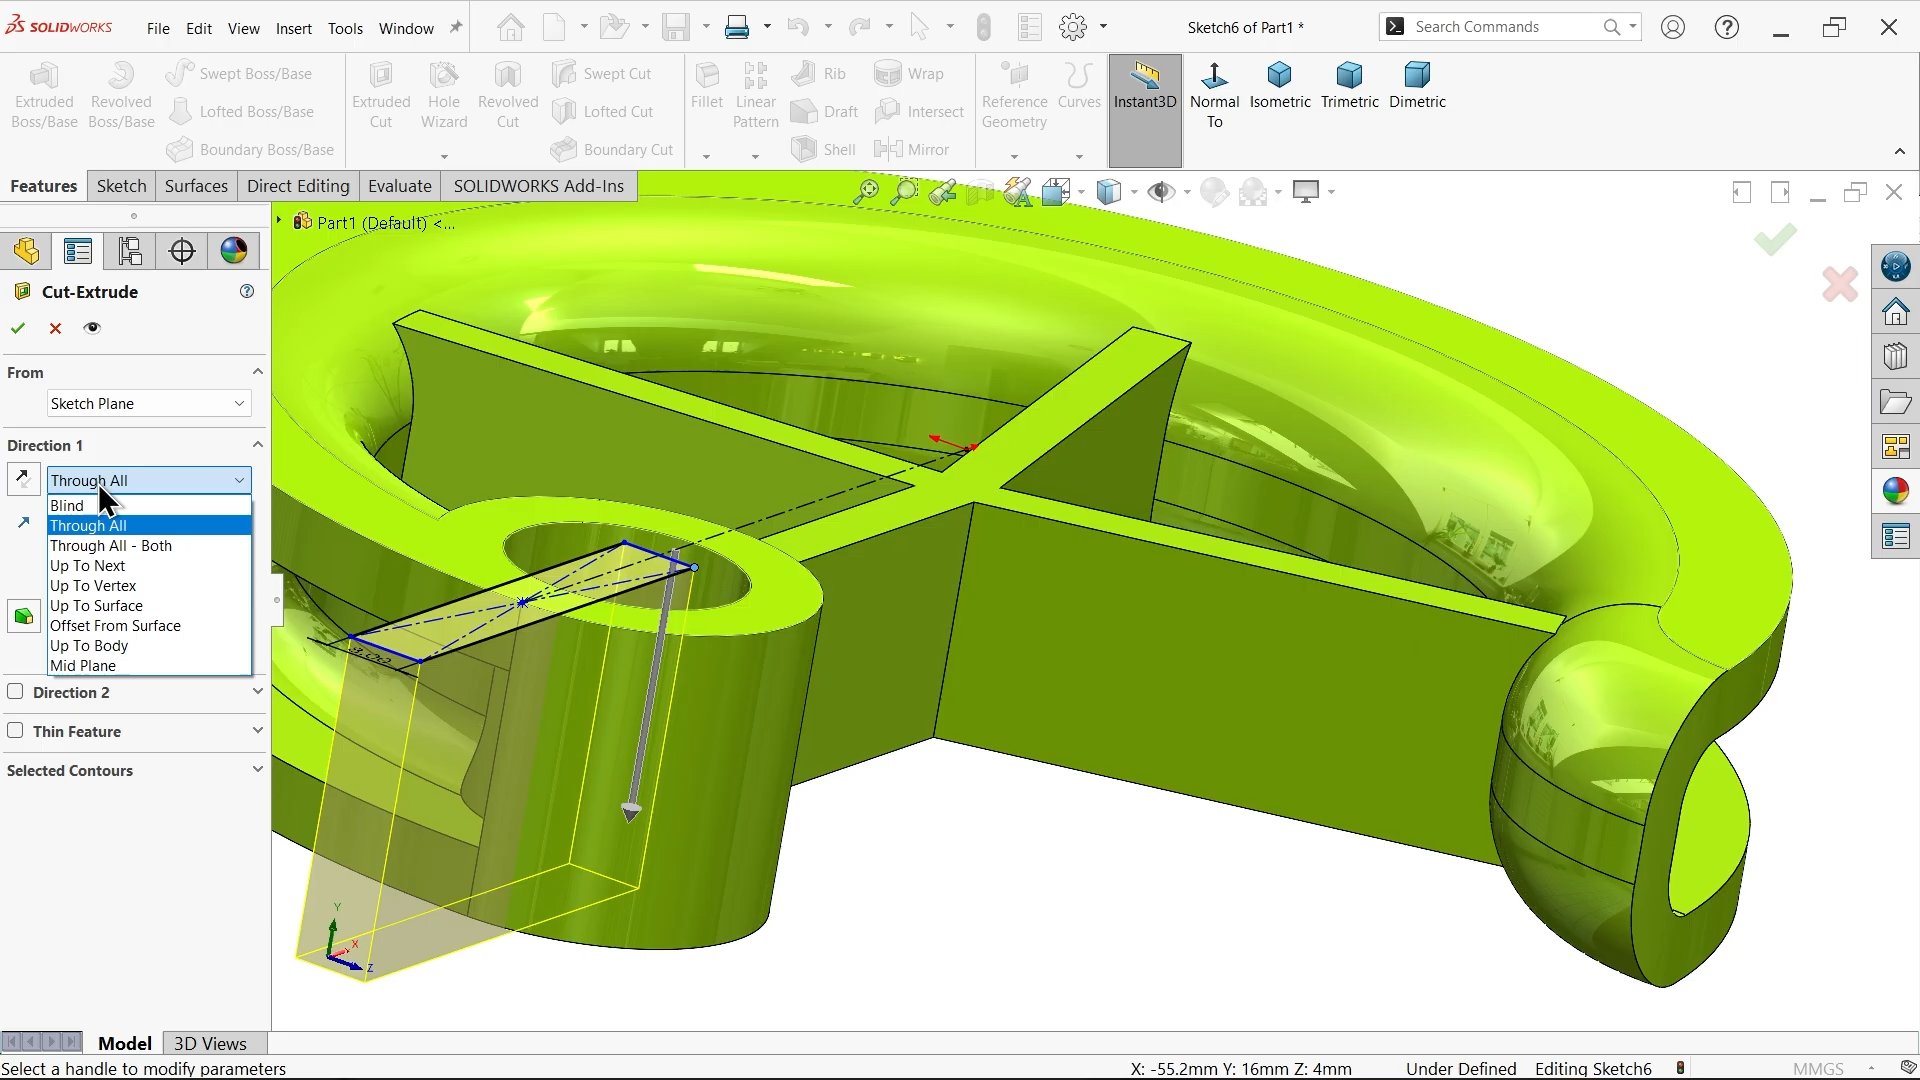 SOLIDWORKS File Edit View Insert Tools Window Sketch6 of Part1 * Search Commands
Extruded Boss/Base
Revolved Boss/Base
Swept Boss/Base
Lofted Boss/Base
Boundary Boss/Base
Extruded Cut
Hole Wizard
Revolved Cut
Swept Cut
Lofted Cut
Boundary Cut
Fillet
Linear Pattern
Rib
Draft
Shell
Wrap
Intersect
Mirror
Reference Geometry
Curves
Instant3D
Normal To
Isometric
Trimetric
Dimetric
Features Sketch Surfaces Direct Editing Evaluate SOLIDWORKS Add-Ins
Part1 (Default) <...
Cut-Extrude
From
Sketch Plane
Direction 1
Through All
Blind
Through All
Through All - Both
Up To Next
Up To Vertex
Up To Surface
Offset From Surface
Up To Body
Mid Plane
Direction 2
Thin Feature
Selected Contours
Y
X
Z
Model 3D Views
Select a handle to modify parameters X: -55.2mm Y: 16mm Z: 4mm Under Defined Editing Sketch6 MMGS